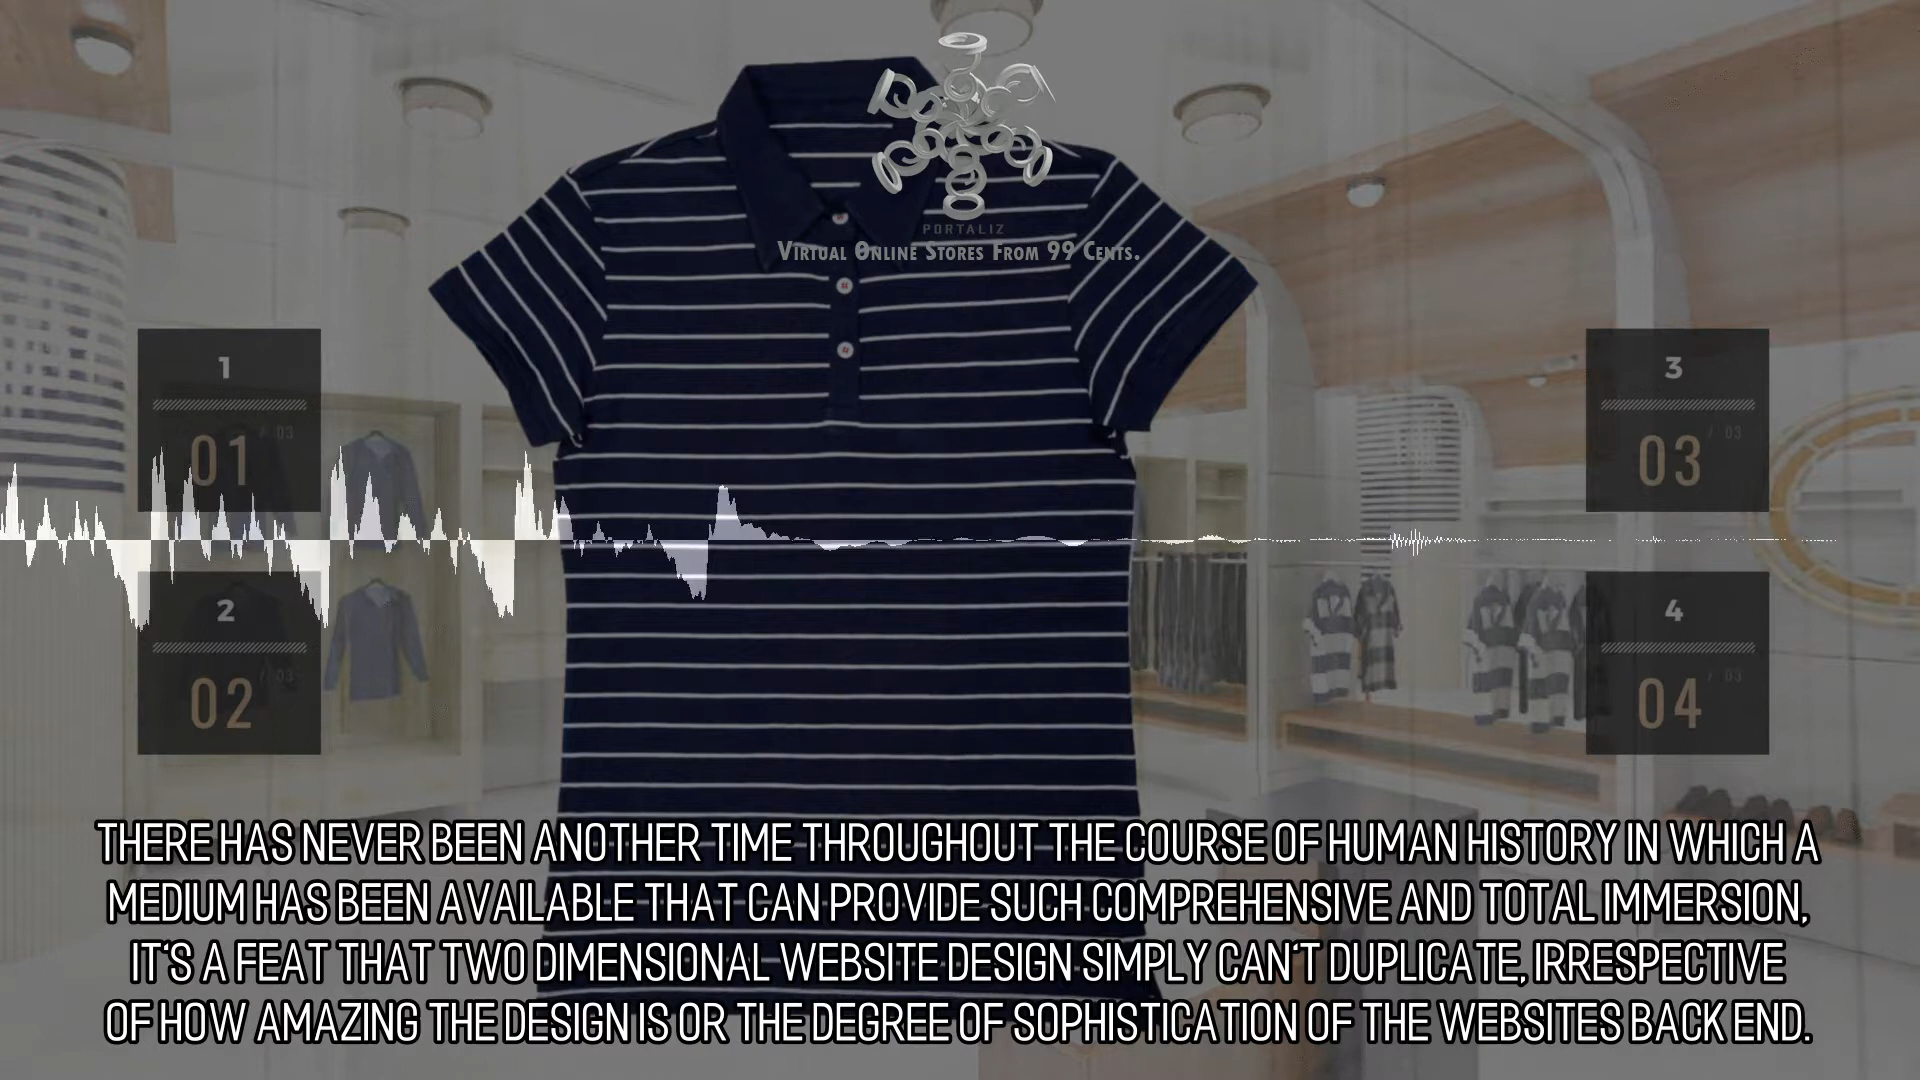 PORTALIZ
VIRTUAL ONLINE STORES FROM 99 CENTS.
1
01 / 03
2
02 / 03
3
03 / 03
4
04 / 03
THERE HAS NEVER BEEN ANOTHER TIME THROUGHOUT THE COURSE OF HUMAN HISTORY IN WHICH A
MEDIUM HAS BEEN AVAILABLE THAT CAN PROVIDE SUCH COMPREHENSIVE AND TOTAL IMMERSION,
IT'S A FEAT THAT TWO DIMENSIONAL WEBSITE DESIGN SIMPLY CAN'T DUPLICATE, IRRESPECTIVE
OF HOW AMAZING THE DESIGN IS OR THE DEGREE OF SOPHISTICATION OF THE WEBSITES BACK END.